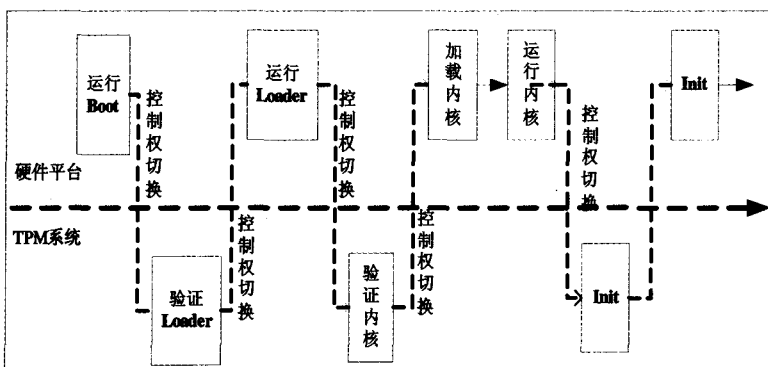 运行
Boot
控制权切换
运行
Loader
控制权切换
加载内核
运行内核
控制权切换
Init
硬件平台
TPM系统
验证
Loader
控制权切换
验证内核
控制权切换
Init